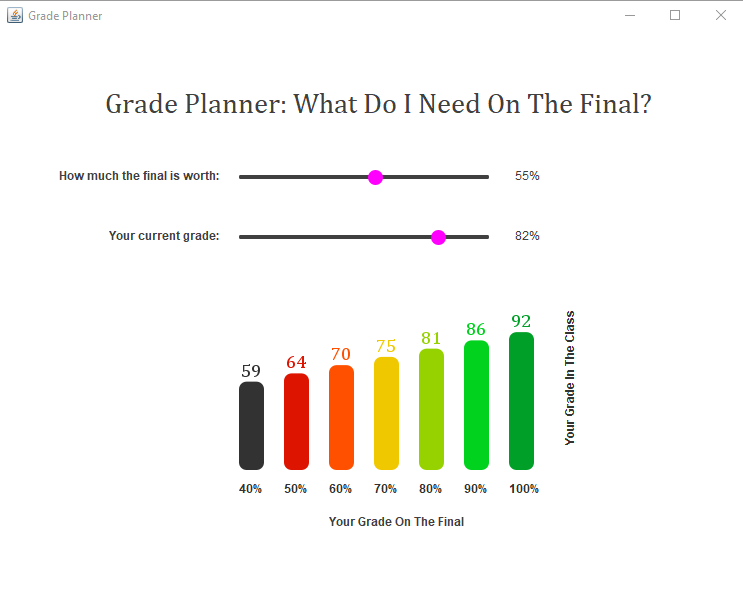 Grade Planner
Grade Planner: What Do I Need On The Final?
How much the final is worth: 55%
Your current grade: 82%
59 64 70 75 81 86 92
Your Grade In The Class
40% 50% 60% 70% 80% 90% 100%
Your Grade On The Final